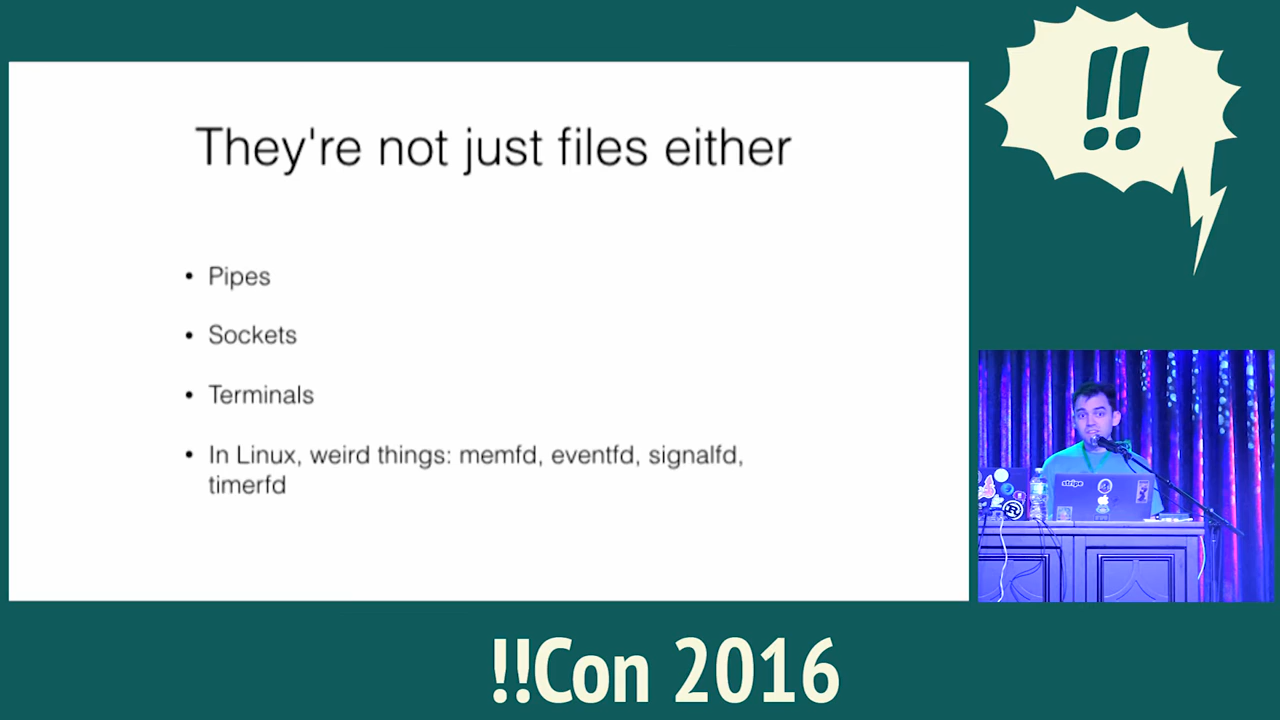 They're not just files either
!!
• Pipes
• Sockets
• Terminals
• In Linux, weird things: memfd, eventfd, signalfd,
timerfd
stripe
!!Con 2016